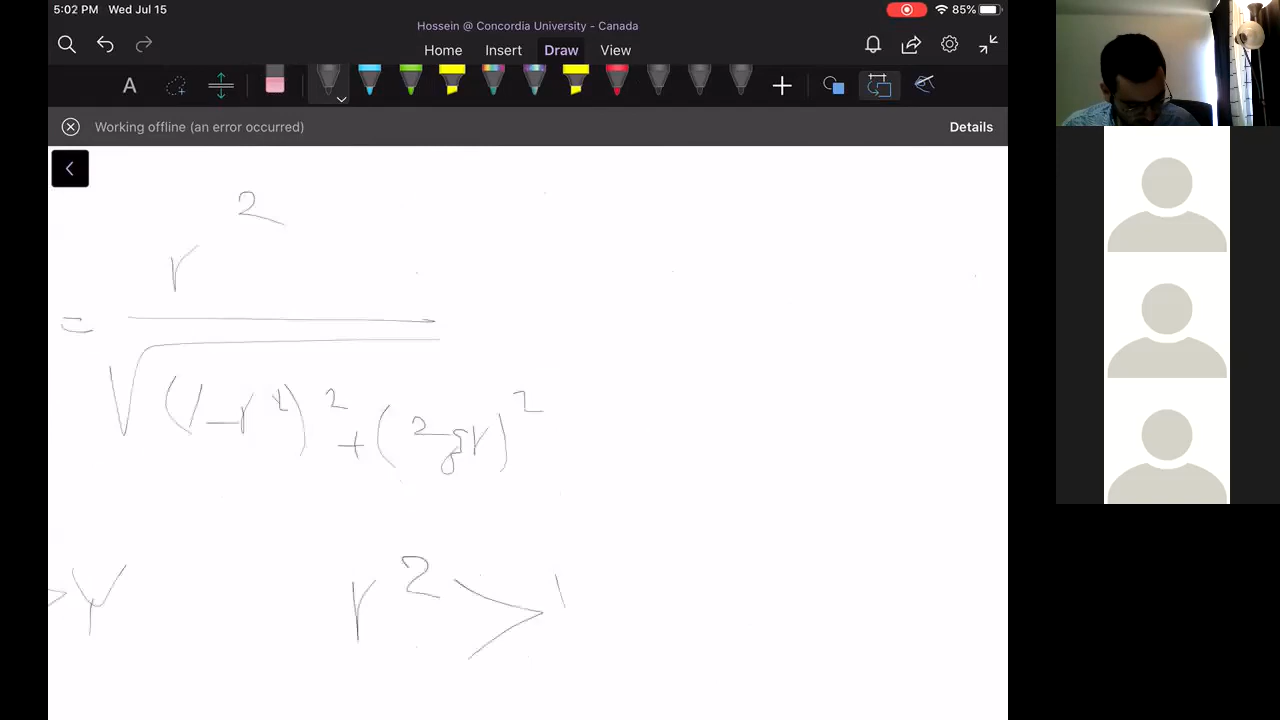 5:02 PM Wed Jul 15
85%
Hossein @ Concordia University - Canada
Home Insert Draw View
A
Working offline (an error occurred)
Details
r²
= ―――
√(1-r²)² + (2ζr)²
>Y r² > 1